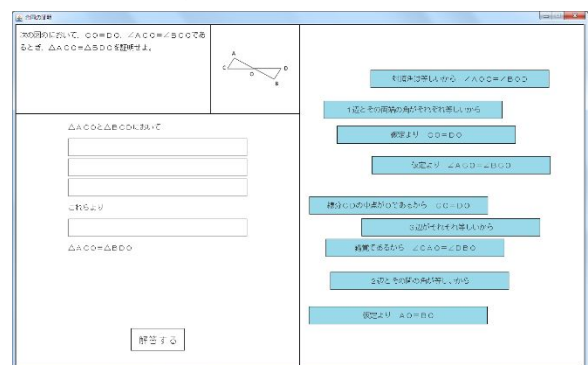 合同の証明
次の図のにおいて、CO=DO、∠ACO=∠BCOであ
るとき、△ACO=△BDOを証明せよ。
A
C
O
D
B
△ACOと△BCDにおいて
これらより
△ACO=△BDO
解答する
対頂角は等しいから ∠AOC=∠BOD
1辺とその両端の角がそれぞれ等しいから
仮定より CO=DO
仮定より ∠ACO=∠BCO
線分CDの中点がOであるから CC=DO
3辺がそれぞれ等しいから
錯覚であるから ∠CAO=∠DBO
2辺とその間の角が等しいから
仮定より AO=BO